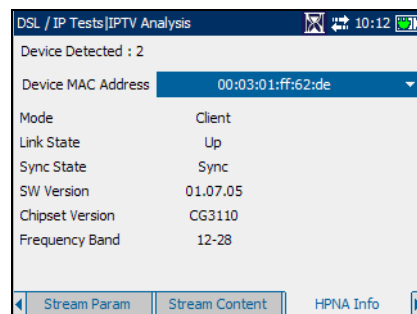 DSL / IP Tests|IPTV Analysis 10:12
Device Detected : 2
Device MAC Address 00:03:01:ff:62:de
Mode Client
Link State Up
Sync State Sync
SW Version 01.07.05
Chipset Version CG3110
Frequency Band 12-28
Stream Param Stream Content HPNA Info